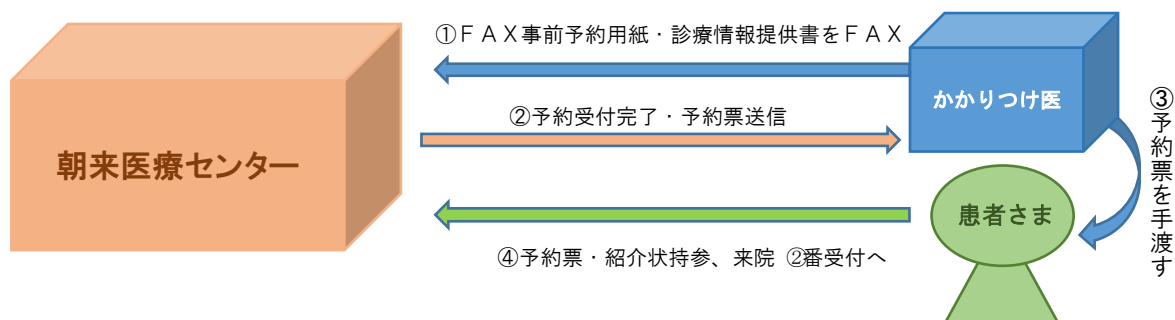 ①ＦＡＸ事前予約用紙・診療情報提供書をＦＡＸ
かかりつけ医
②予約受付完了・予約票送信
③予約票を手渡す
朝来医療センター
患者さま
④予約票・紹介状持参、来院 ②番受付へ